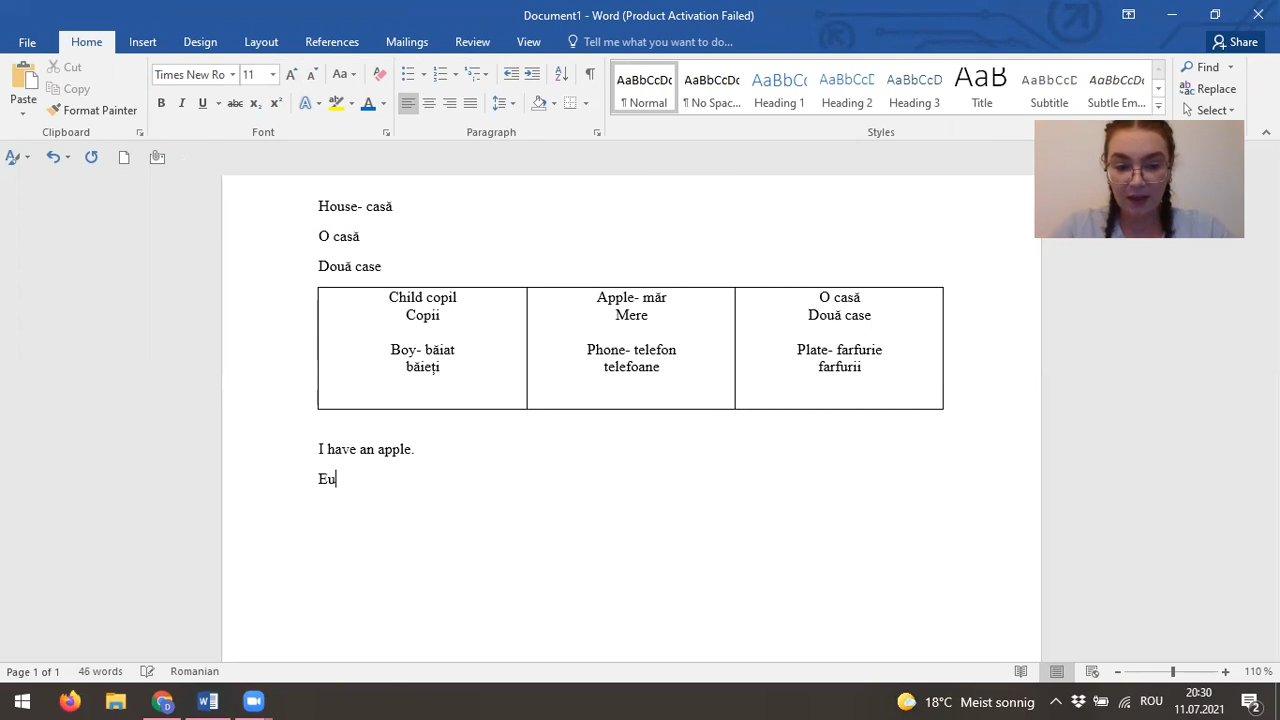 Document1 - Word (Product Activation Failed)
File Home Insert Design Layout References Mailings Review View Tell me what you want to do... Share
Paste Cut Copy Format Painter
Times New Ro 11
AaBbCcDc AaBbCcDc AaBbC AaBbCcD AaBbCcD AaB AaBbCcD AaBbCcDc
¶ Normal ¶ No Spac... Heading Heading 2 Heading 3 Title Subtitle Subtle Em...
Find Replace Select
Clipboard Font Paragraph Styles
House- casă
O casă
Două case
Child copil
Copii
Boy- băiat
băieți
Apple- măr
Mere
Phone- telefon
telefoane
O casă
Două case
Plate- farfurie
farfurii
I have an apple.
Eu
Page 1 of 1 46 words Romanian 110 %
18°C Meist sonnig ROU 20:30
11.07.2021 2